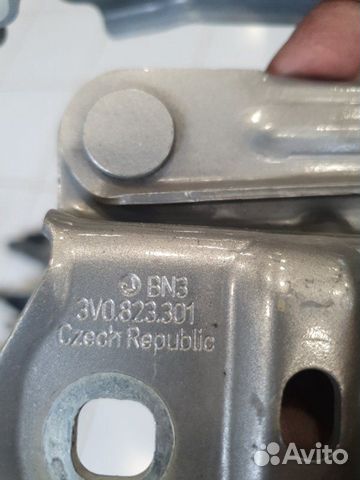 BN3
3V0.823.301
Czech Republic
Avito